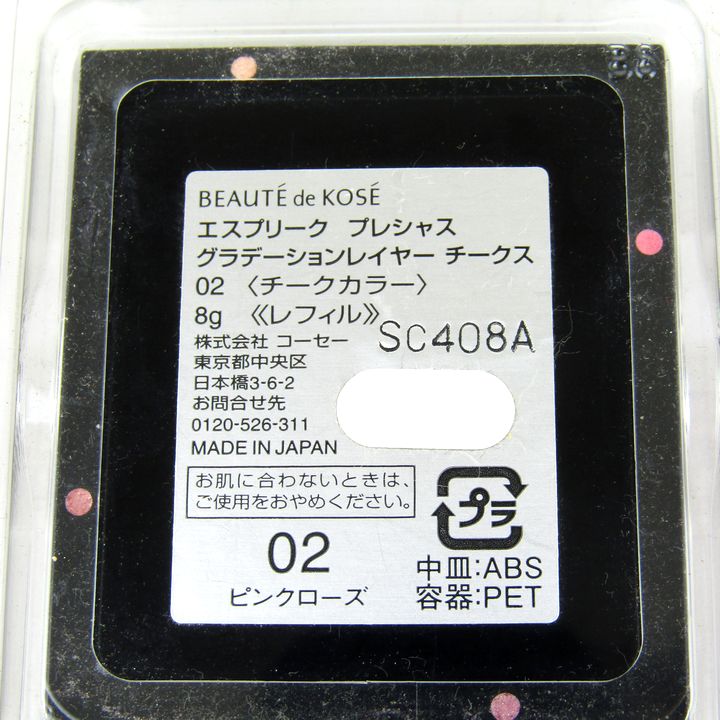 BEAUTÉ de KOSÉ
エスプリーク プレシャス
グラデーションレイヤー チークス
02 〈チークカラー〉
8g 《レフィル》
SC408A
株式会社 コーセー
東京都中央区
日本橋3-6-2
お問合せ先
0120-526-311
MADE IN JAPAN
お肌に合わないときは、
ご使用をおやめください。
02
ピンクローズ
プラ
中皿:ABS
容器:PET